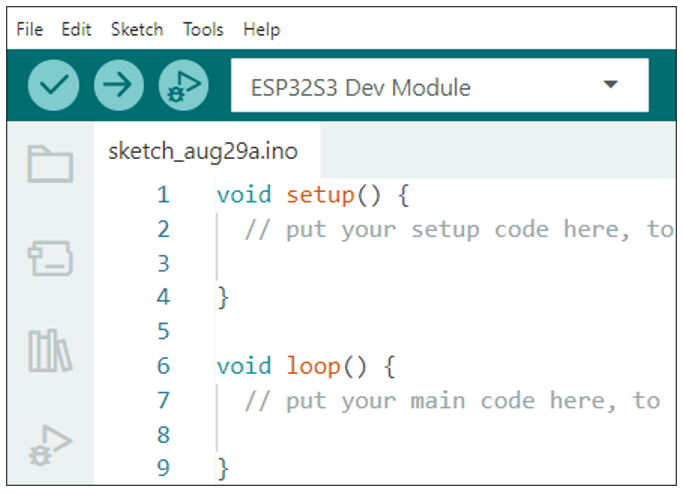 File Edit Sketch Tools Help
ESP32S3 Dev Module
sketch_aug29a.ino
1 void setup() {
2 // put your setup code here, to
3
4 }
5
6 void loop() {
7 // put your main code here, to
8
9 }